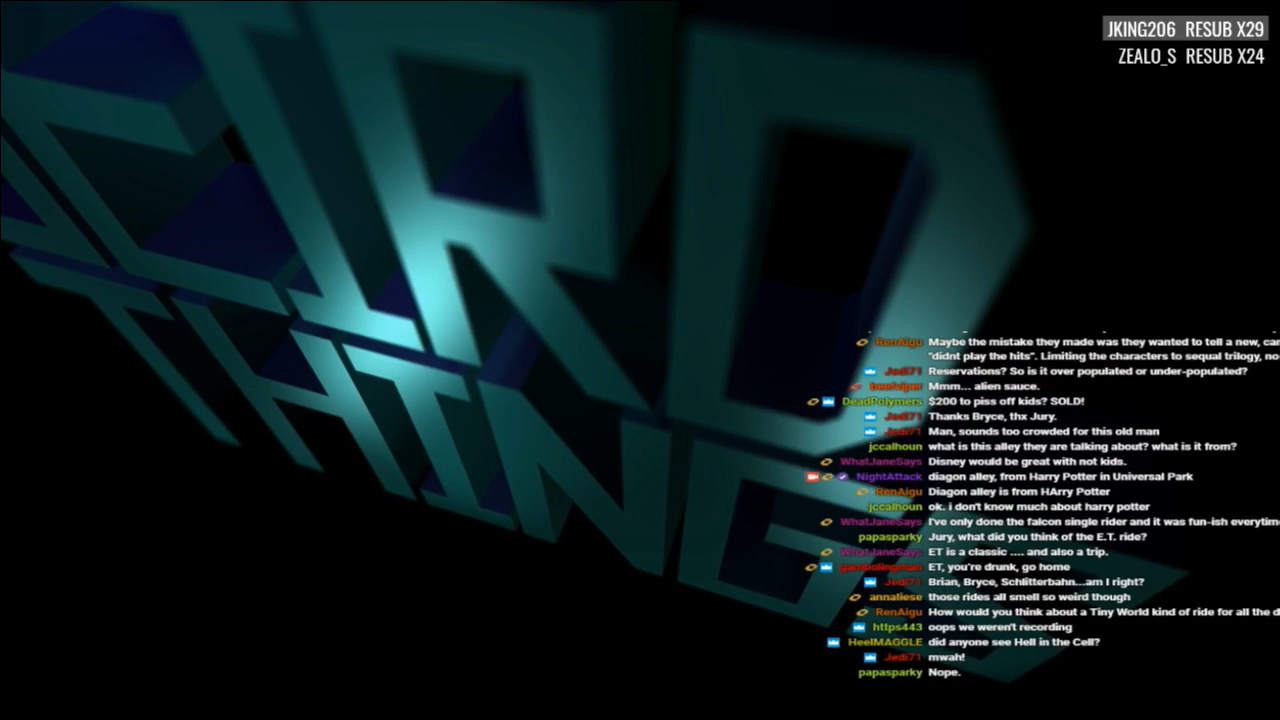 JKING206 RESUB X29
ZEALO_S RESUB X24
EIRD
THINGS
RenAigu Maybe the mistake they made was they wanted to tell a new, can
"didnt play the hits". Limiting the characters to sequal trilogy, no
Jedi71 Reservations? So is it over populated or under-populated?
beefviper Mmm... alien sauce.
DeadPolymers $200 to piss off kids? SOLD!
Jedi71 Thanks Bryce, thx Jury.
Jedi71 Man, sounds too crowded for this old man
jccalhoun what is this alley they are talking about? what is it from?
WhatJaneSays Disney would be great with not kids.
NightAttack diagon alley, from Harry Potter in Universal Park
RenAigu Diagon alley is from HArry Potter
jccalhoun ok. i don't know much about harry potter
WhatJaneSays I've only done the falcon single rider and it was fun-ish everytim
papasparky Jury, what did you think of the E.T. ride?
WhatJaneSays ET is a classic .... and also a trip.
gambolingman ET, you're drunk, go home
Jedi71 Brian, Bryce, Schlitterbahn...am I right?
annaliese those rides all smell so weird though
RenAigu How would you think about a Tiny World kind of ride for all the d
https443 oops we weren't recording
HeelMAGGLE did anyone see Hell in the Cell?
Jedi71 mwah!
papasparky Nope.